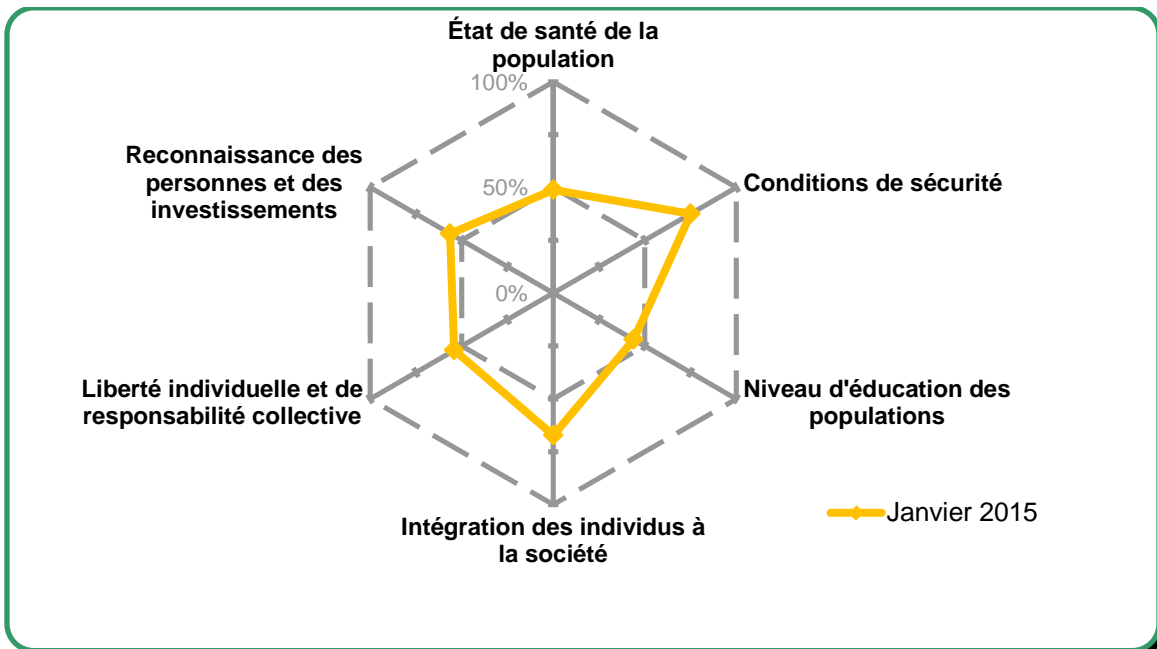 État de santé de la
population
100%
Reconnaissance des
personnes et des
investissements
50%
Conditions de sécurité
0%
Liberté individuelle et de
responsabilité collective
Niveau d'éducation des
populations
Intégration des individus à
la société
Janvier 2015